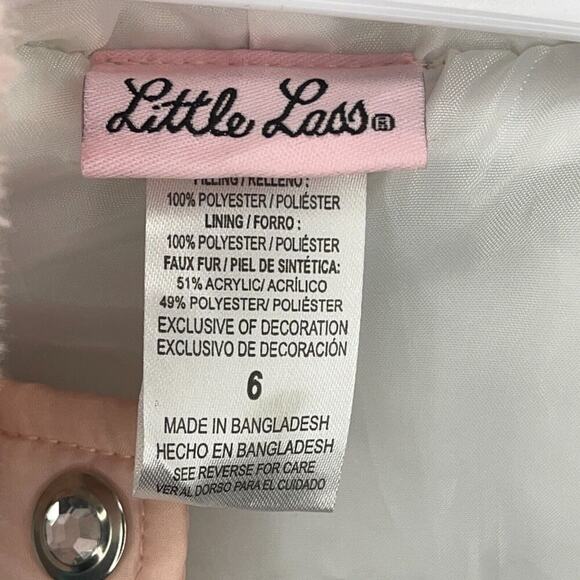 Little Lass®
FILLING / RELLENO :
100% POLYESTER / POLIÉSTER
LINING / FORRO :
100% POLYESTER / POLIÉSTER
FAUX FUR / PIEL DE SINTÉTICA:
51% ACRYLIC/ ACRÍLICO
49% POLYESTER/ POLIÉSTER
EXCLUSIVE OF DECORATION
EXCLUSIVO DE DECORACIÓN
6
MADE IN BANGLADESH
HECHO EN BANGLADESH
SEE REVERSE FOR CARE
VER AL DORSO PARA EL CUIDADO